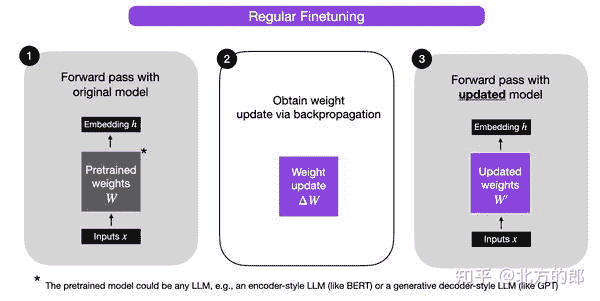 Regular Finetuning
1
Forward pass with
original model
Embedding h
*
Pretrained
weights
W
Inputs x
2
Obtain weight
update via backpropagation
Weight
update
ΔW
3
Forward pass with
updated model
Embedding h
Updated
weights
W′
Inputs x
知乎 @北方的郎
* The pretrained model could be any LLM, e.g., an encoder-style LLM (like BERT) or a generative decoder-style LLM (like GPT)